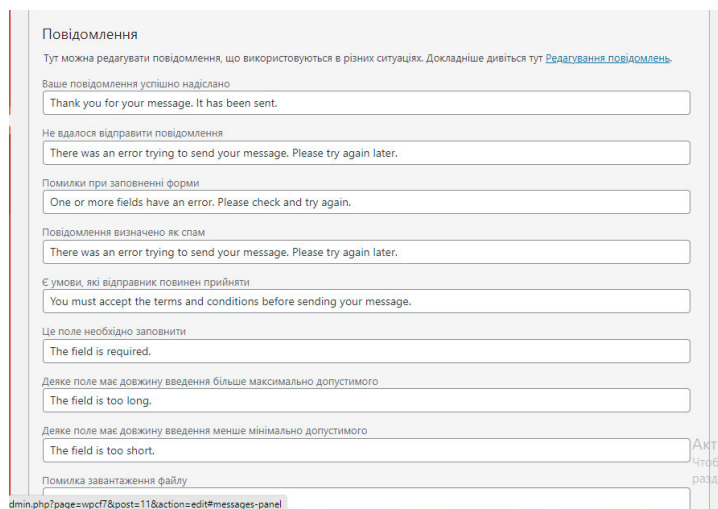 Повідомлення
Тут можна редагувати повідомлення, що використовуються в різних ситуаціях. Докладніше дивіться тут Редагування повідомлень.
Ваше повідомлення успішно надіслано
Thank you for your message. It has been sent.
Не вдалося відправити повідомлення
There was an error trying to send your message. Please try again later.
Помилки при заповненні форми
One or more fields have an error. Please check and try again.
Повідомлення визначено як спам
There was an error trying to send your message. Please try again later.
Є умови, які відправник повинен прийняти
You must accept the terms and conditions before sending your message.
Це поле необхідно заповнити
The field is required.
Деяке поле має довжину введення більше максимально допустимого
The field is too long.
Деяке поле має довжину введення менше мінімально допустимого
The field is too short.
Акт
Чтоб
разд
Помилка завантаження файлу
dmin.php?page=wpcf7&post=11&action=edit#messages-panel